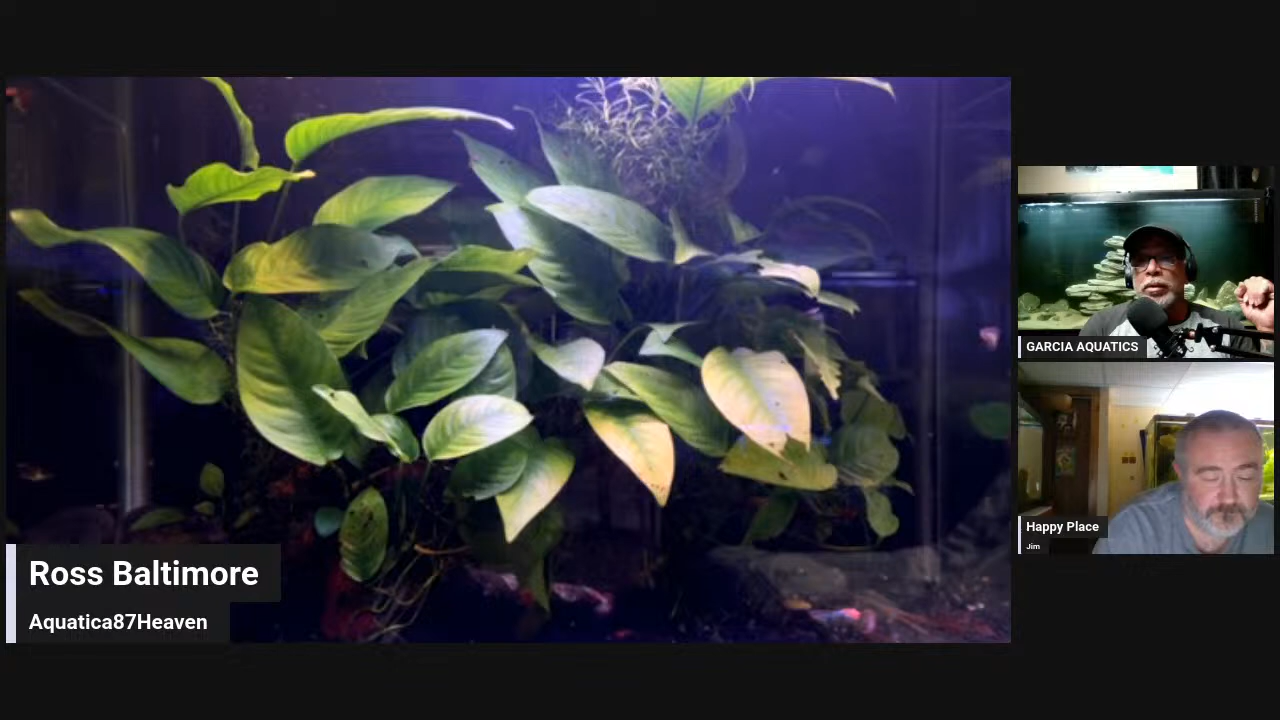 Ross Baltimore
Aquatica87Heaven
GARCIA AQUATICS
Happy Place
Jim